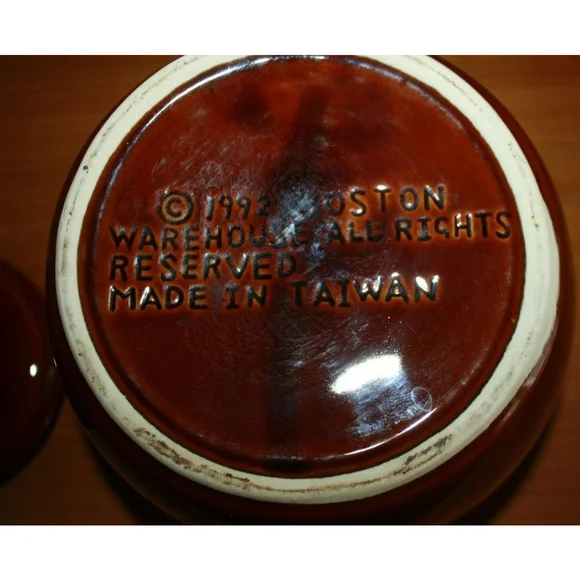 © 1992 BOSTON
WAREHOUSE ALL RIGHTS
RESERVED
MADE IN TAIWAN